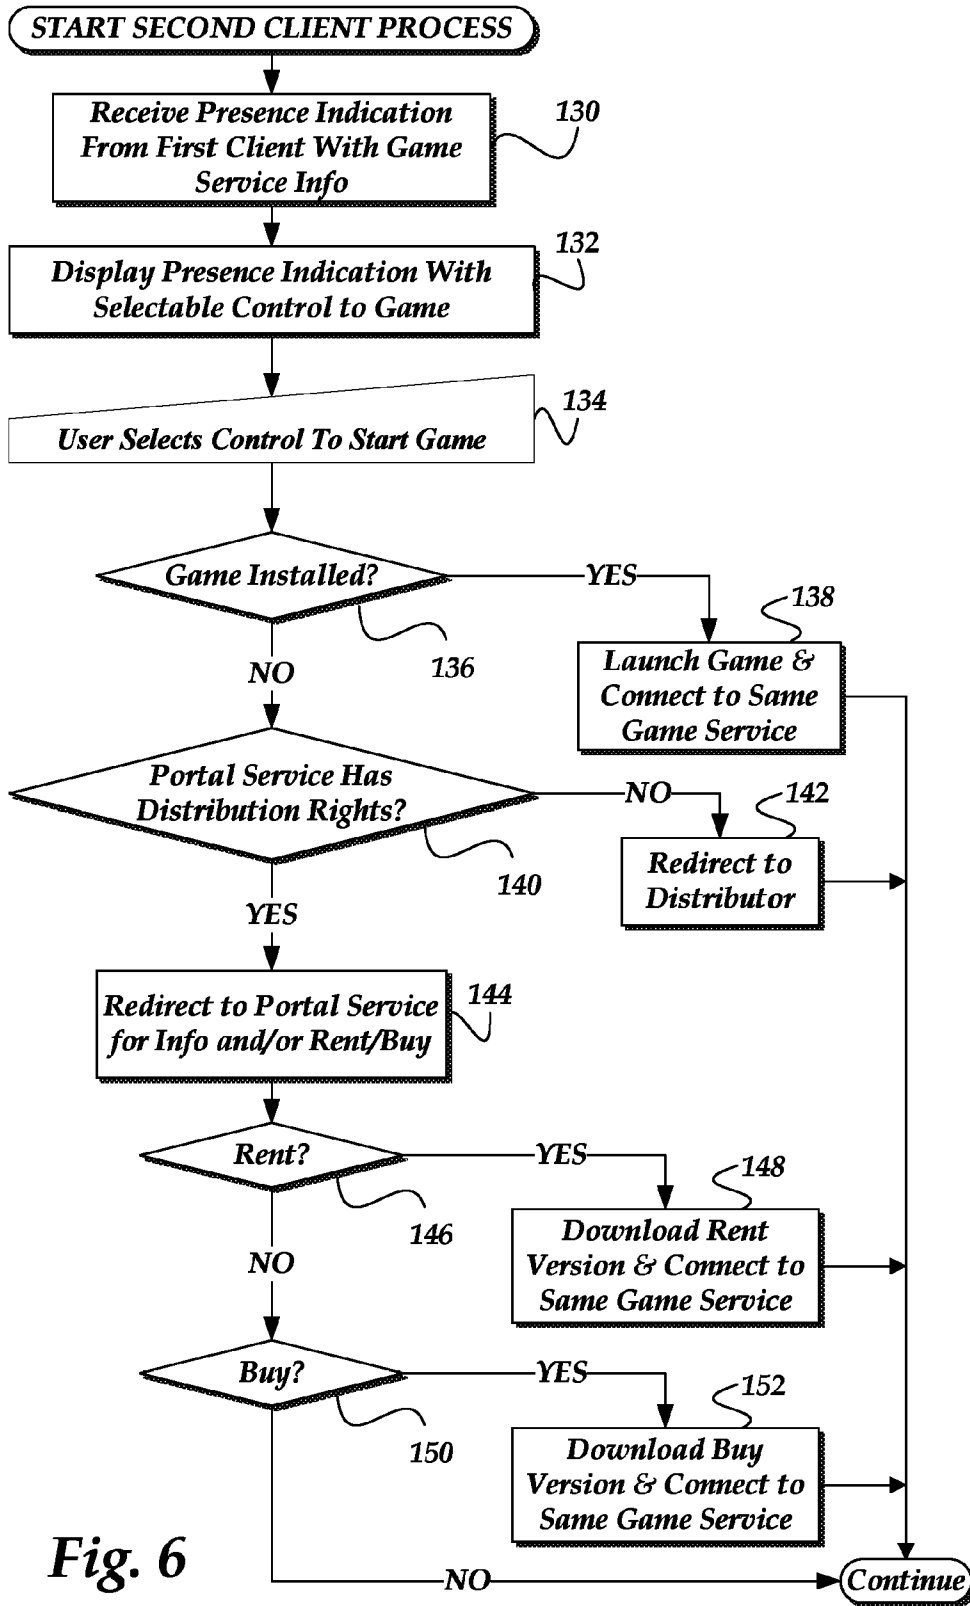 START SECOND CLIENT PROCESS
Receive Presence Indication
From First Client With Game
Service Info
130
Display Presence Indication With
Selectable Control to Game
132
User Selects Control To Start Game
134
Game Installed?
136
YES
138
Launch Game &
Connect to Same
Game Service
NO
Portal Service Has
Distribution Rights?
140
NO
142
Redirect to
Distributor
YES
Redirect to Portal Service
for Info and/or Rent/Buy
144
Rent?
146
YES
148
Download Rent
Version & Connect to
Same Game Service
NO
Buy?
150
YES
152
Download Buy
Version & Connect to
Same Game Service
NO
Continue
Fig. 6